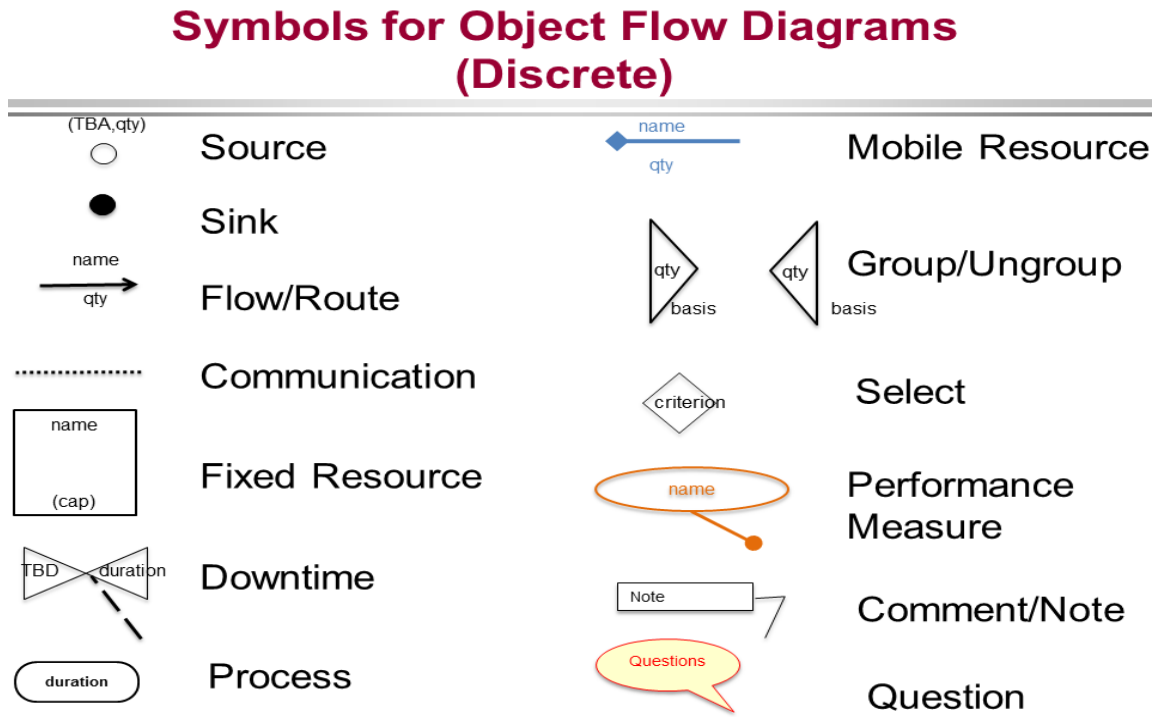 Symbols for Object Flow Diagrams
(Discrete)
(TBA,qty)
Source
Sink
name
qty
Flow/Route
Communication
name
(cap)
Fixed Resource
TBD
duration
Downtime
duration
Process
name
qty
Mobile Resource
qty
basis
qty
basis
Group/Ungroup
criterion
Select
name
Performance
Measure
Note
Comment/Note
Questions
Question